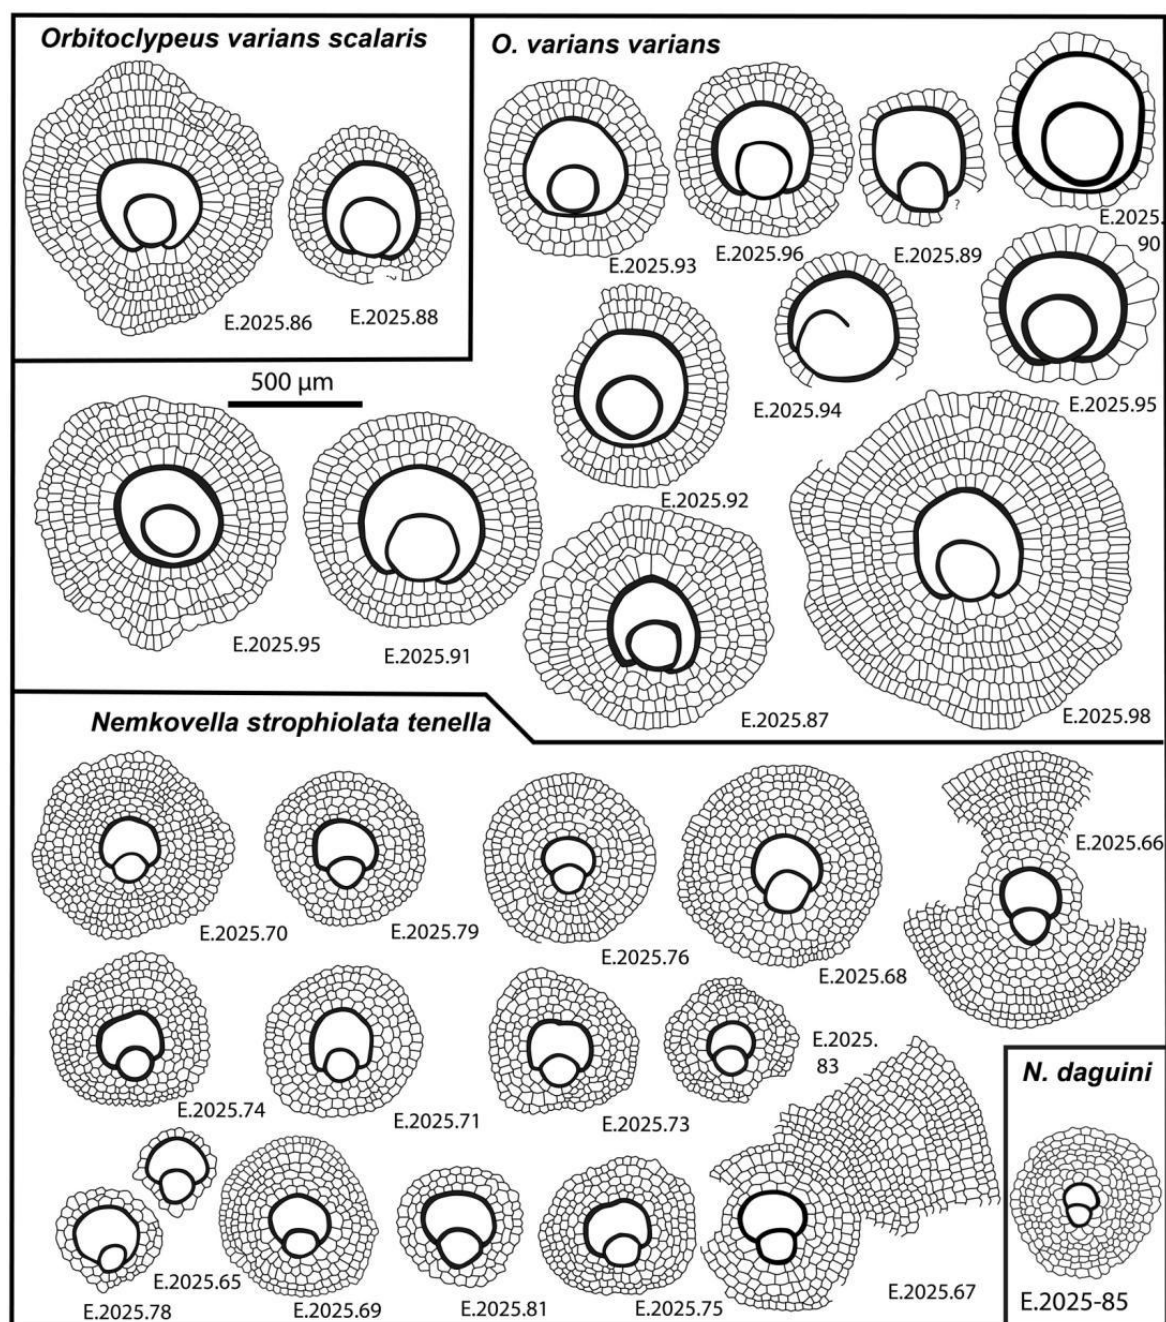 Orbitoclypeus varians scalaris
E.2025.86
E.2025.88
?
O. varians varians
E.2025.93
E.2025.96
E.2025.89
?
E.2025.
90
E.2025.92
E.2025.94
E.2025.95
500 µm
E.2025.95
E.2025.91
E.2025.87
E.2025.98
Nemkovella strophiolata tenella
E.2025.70
E.2025.79
E.2025.76
E.2025.68
E.2025.66
E.2025.74
E.2025.71
E.2025.73
E.2025.
83
E.2025.65
E.2025.78
E.2025.69
E.2025.81
E.2025.75
E.2025.67
N. daguini
E.2025-85